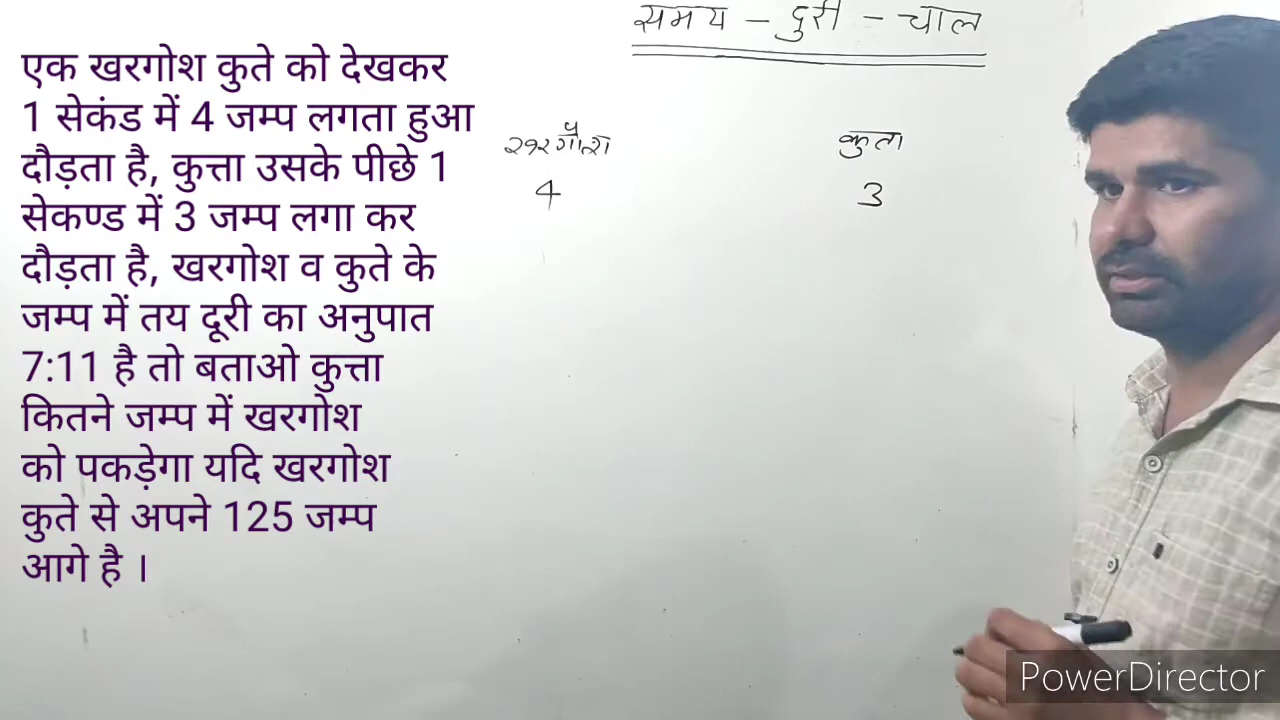 समय - दुरी - चाल
एक खरगोश कुते को देखकर
1 सेकंड में 4 जम्प लगता हुआ
दौड़ता है, कुत्ता उसके पीछे 1
सेकण्ड में 3 जम्प लगा कर
दौड़ता है, खरगोश व कुते के
जम्प में तय दूरी का अनुपात
7:11 है तो बताओ कुत्ता
कितने जम्प में खरगोश
को पकड़ेगा यदि खरगोश
कुते से अपने 125 जम्प
आगे है ।
खरगोश कुता
4 3
PowerDirector